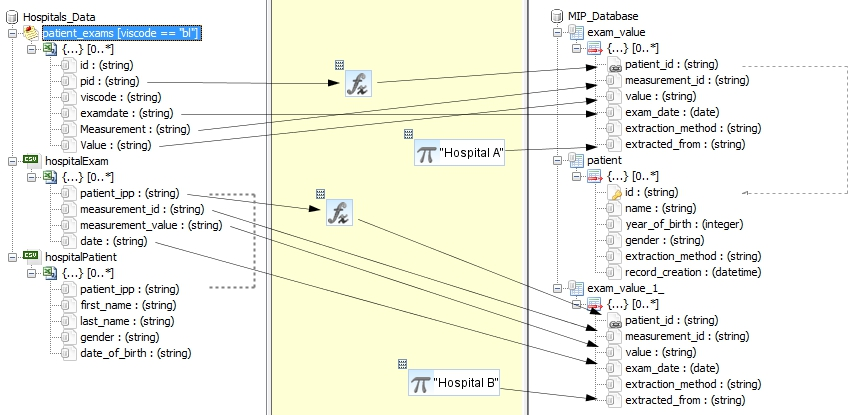 Hospitals_Data
patient_exams [viscode == "bl"]
{...} [0..*]
id : (string)
pid : (string)
viscode : (string)
examdate : (string)
Measurement : (string)
Value : (string)
hospitalExam
{...} [0..*]
patient_ipp : (string)
measurement_id : (string)
measurement_value : (string)
date : (string)
hospitalPatient
{...} [0..*]
patient_ipp : (string)
first_name : (string)
last_name : (string)
gender : (string)
date_of_birth : (string)
fx
π "Hospital A"
fx
π "Hospital B"
MIP_Database
exam_value
{...} [0..*]
patient_id : (string)
measurement_id : (string)
value : (string)
exam_date : (date)
extraction_method : (string)
extracted_from : (string)
patient
{...} [0..*]
id : (string)
name : (string)
year_of_birth : (integer)
gender : (string)
extraction_method : (string)
record_creation : (datetime)
exam_value_1_
{...} [0..*]
patient_id : (string)
measurement_id : (string)
value : (string)
exam_date : (date)
extraction_method : (string)
extracted_from : (string)